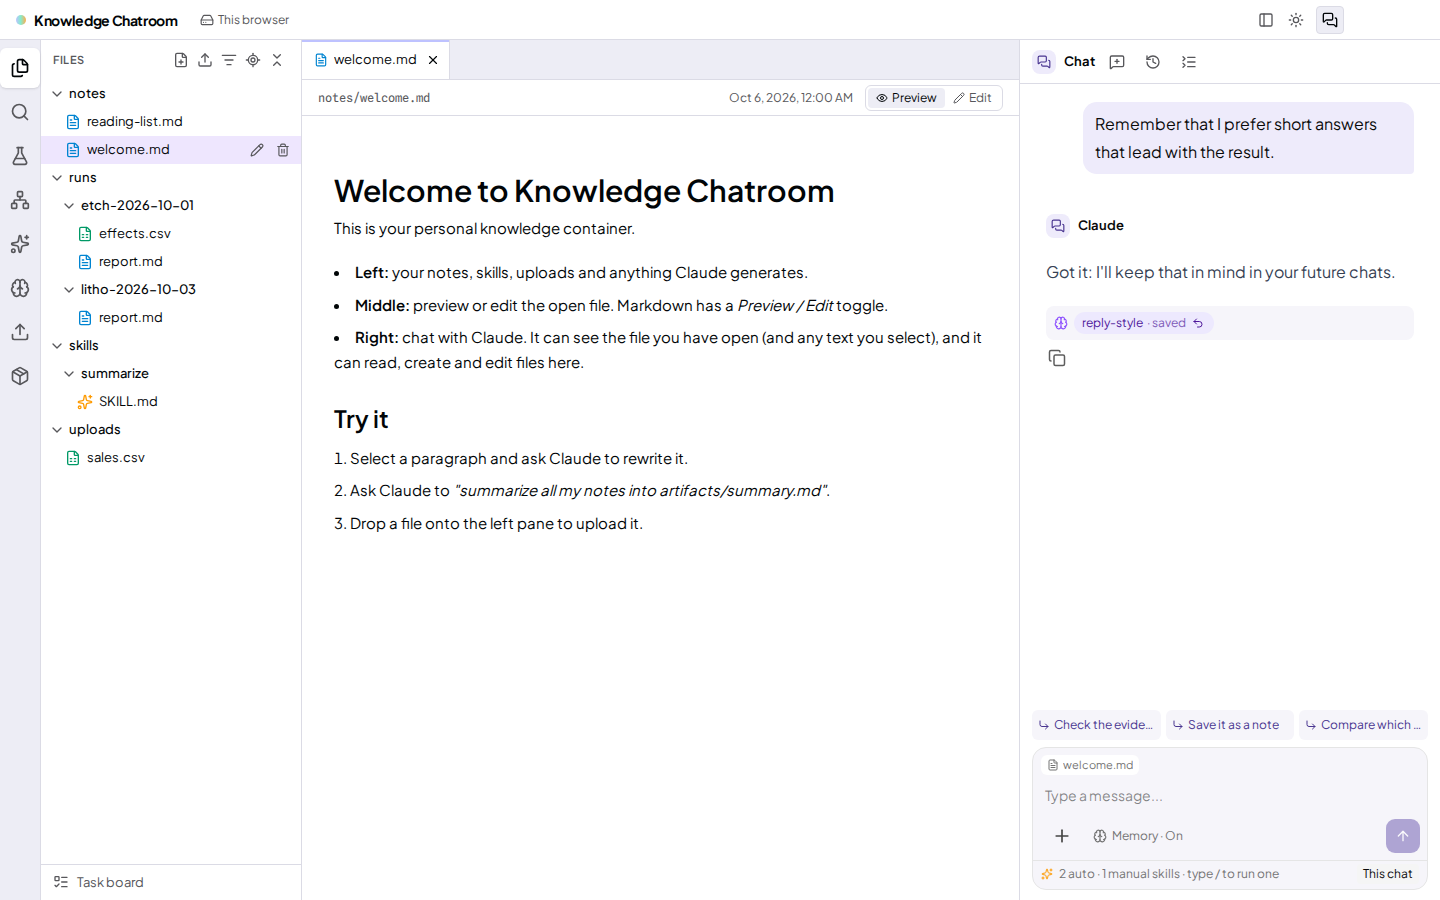 Knowledge Chatroom
This browser
FILES
notes
reading-list.md
welcome.md
runs
etch-2026-10-01
effects.csv
report.md
litho-2026-10-03
report.md
skills
summarize
SKILL.md
uploads
sales.csv
Task board
welcome.md
notes/welcome.md
Oct 6, 2026, 12:00 AM
Preview
Edit
Welcome to Knowledge Chatroom
This is your personal knowledge container.
• Left: your notes, skills, uploads and anything Claude generates.
• Middle: preview or edit the open file. Markdown has a Preview / Edit toggle.
• Right: chat with Claude. It can see the file you have open (and any text you select), and it
can read, create and edit files here.
Try it
1. Select a paragraph and ask Claude to rewrite it.
2. Ask Claude to "summarize all my notes into artifacts/summary.md".
3. Drop a file onto the left pane to upload it.
Chat
Remember that I prefer short answers
that lead with the result.
Claude
Got it: I'll keep that in mind in your future chats.
reply-style · saved
Check the evide...
Save it as a note
Compare which ...
welcome.md
Type a message...
Memory · On
2 auto · 1 manual skills · type / to run one
This chat